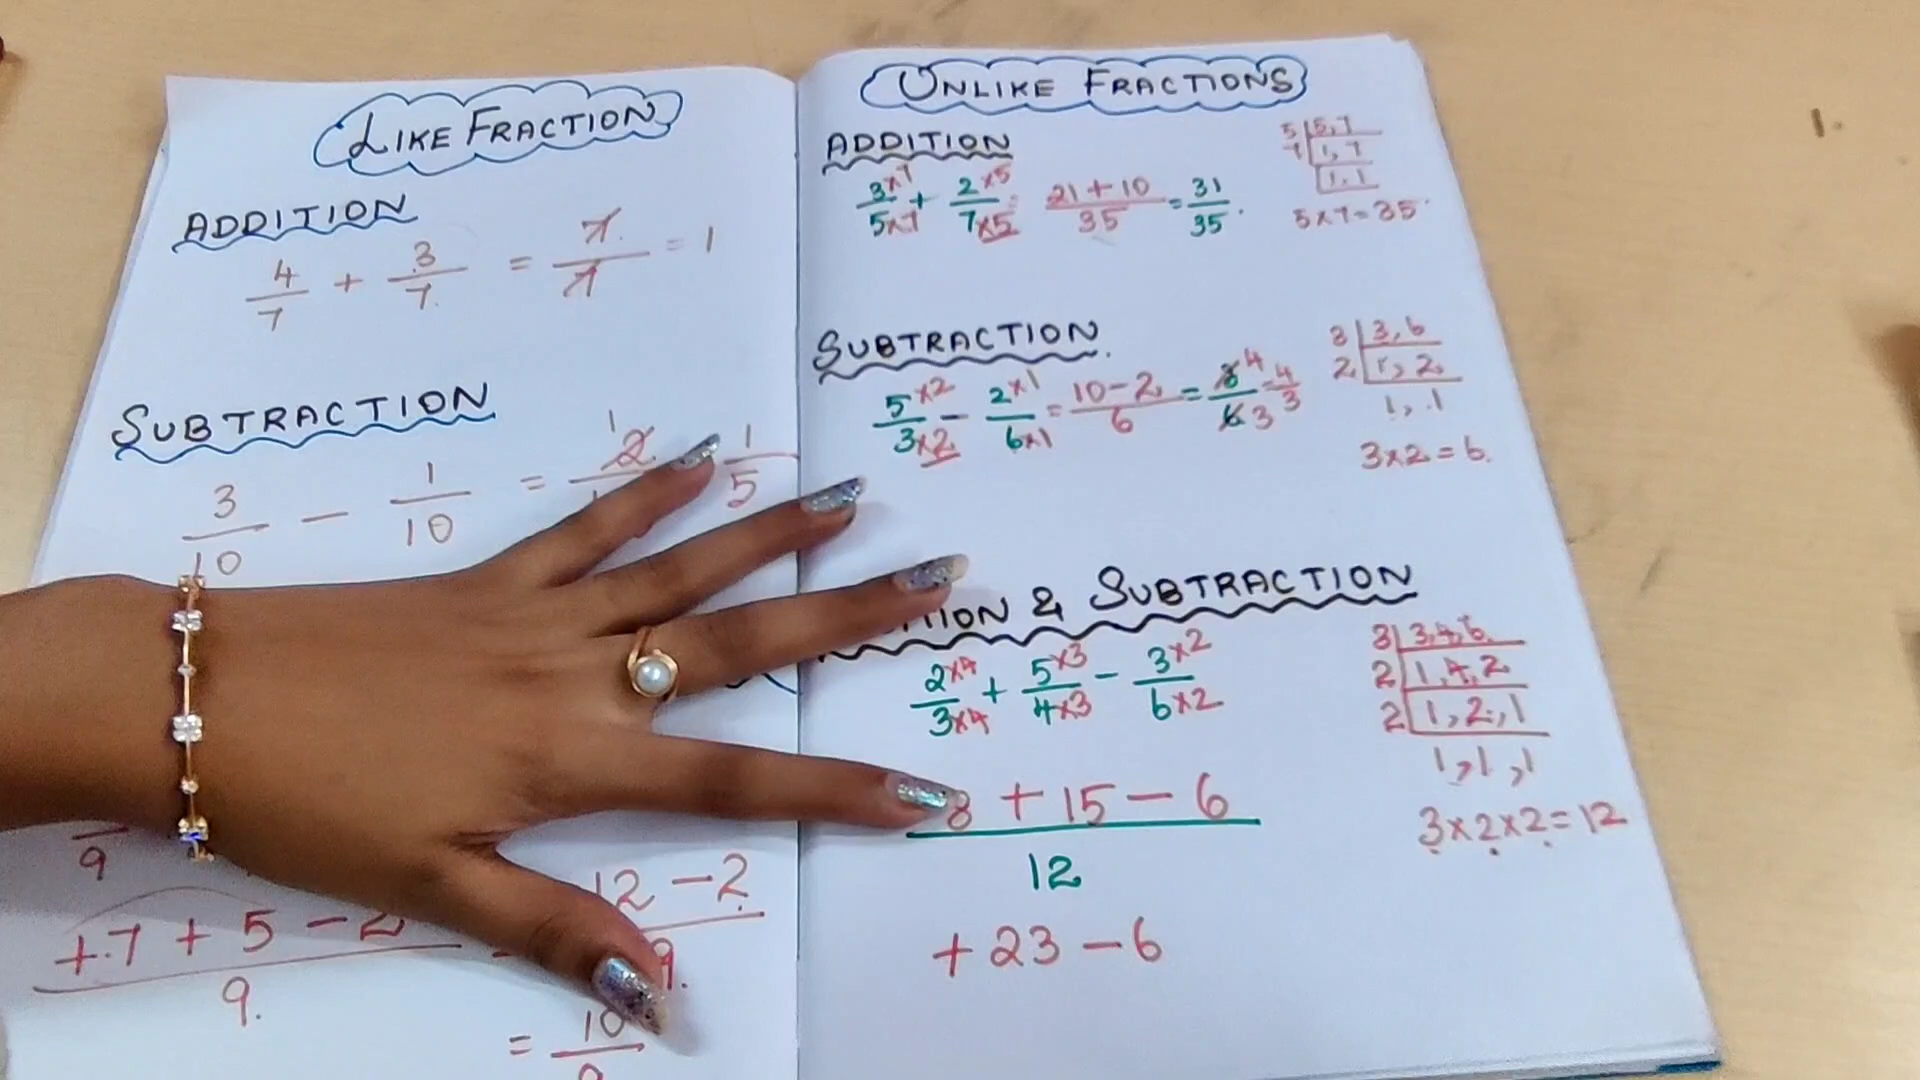 LIKE FRACTION
ADDITION
4/7 + 3/7 = 7/7 = 1
SUBTRACTION
3/10 - 1/10 = 2/ 1 1/5
9
+7 + 5 - 2 / 9.
12 - 2 / 9.
= 10/9
UNLIKE FRACTIONS
ADDITION
3×7/5×7 + 2×5/7×5 = 21 + 10/35 = 31/35.
5 | 5, 7
7 | 1, 7
1, 1
5×7=35
SUBTRACTION.
5×2/3×2 - 2×1/6×1 = 10-2/6 = 8/6 4/3 = 4/3
3 | 3, 6
2 | 1, 2
1, 1
3×2=6.
& SUBTRACTION
2×4/3×4 + 5×3/4×3 - 3×2/6×2
3 | 3,4,6
2 | 1,4,2
2 | 1,2,1
1,1,1
3×2×2=12
8 + 15 - 6
12
+ 23 - 6